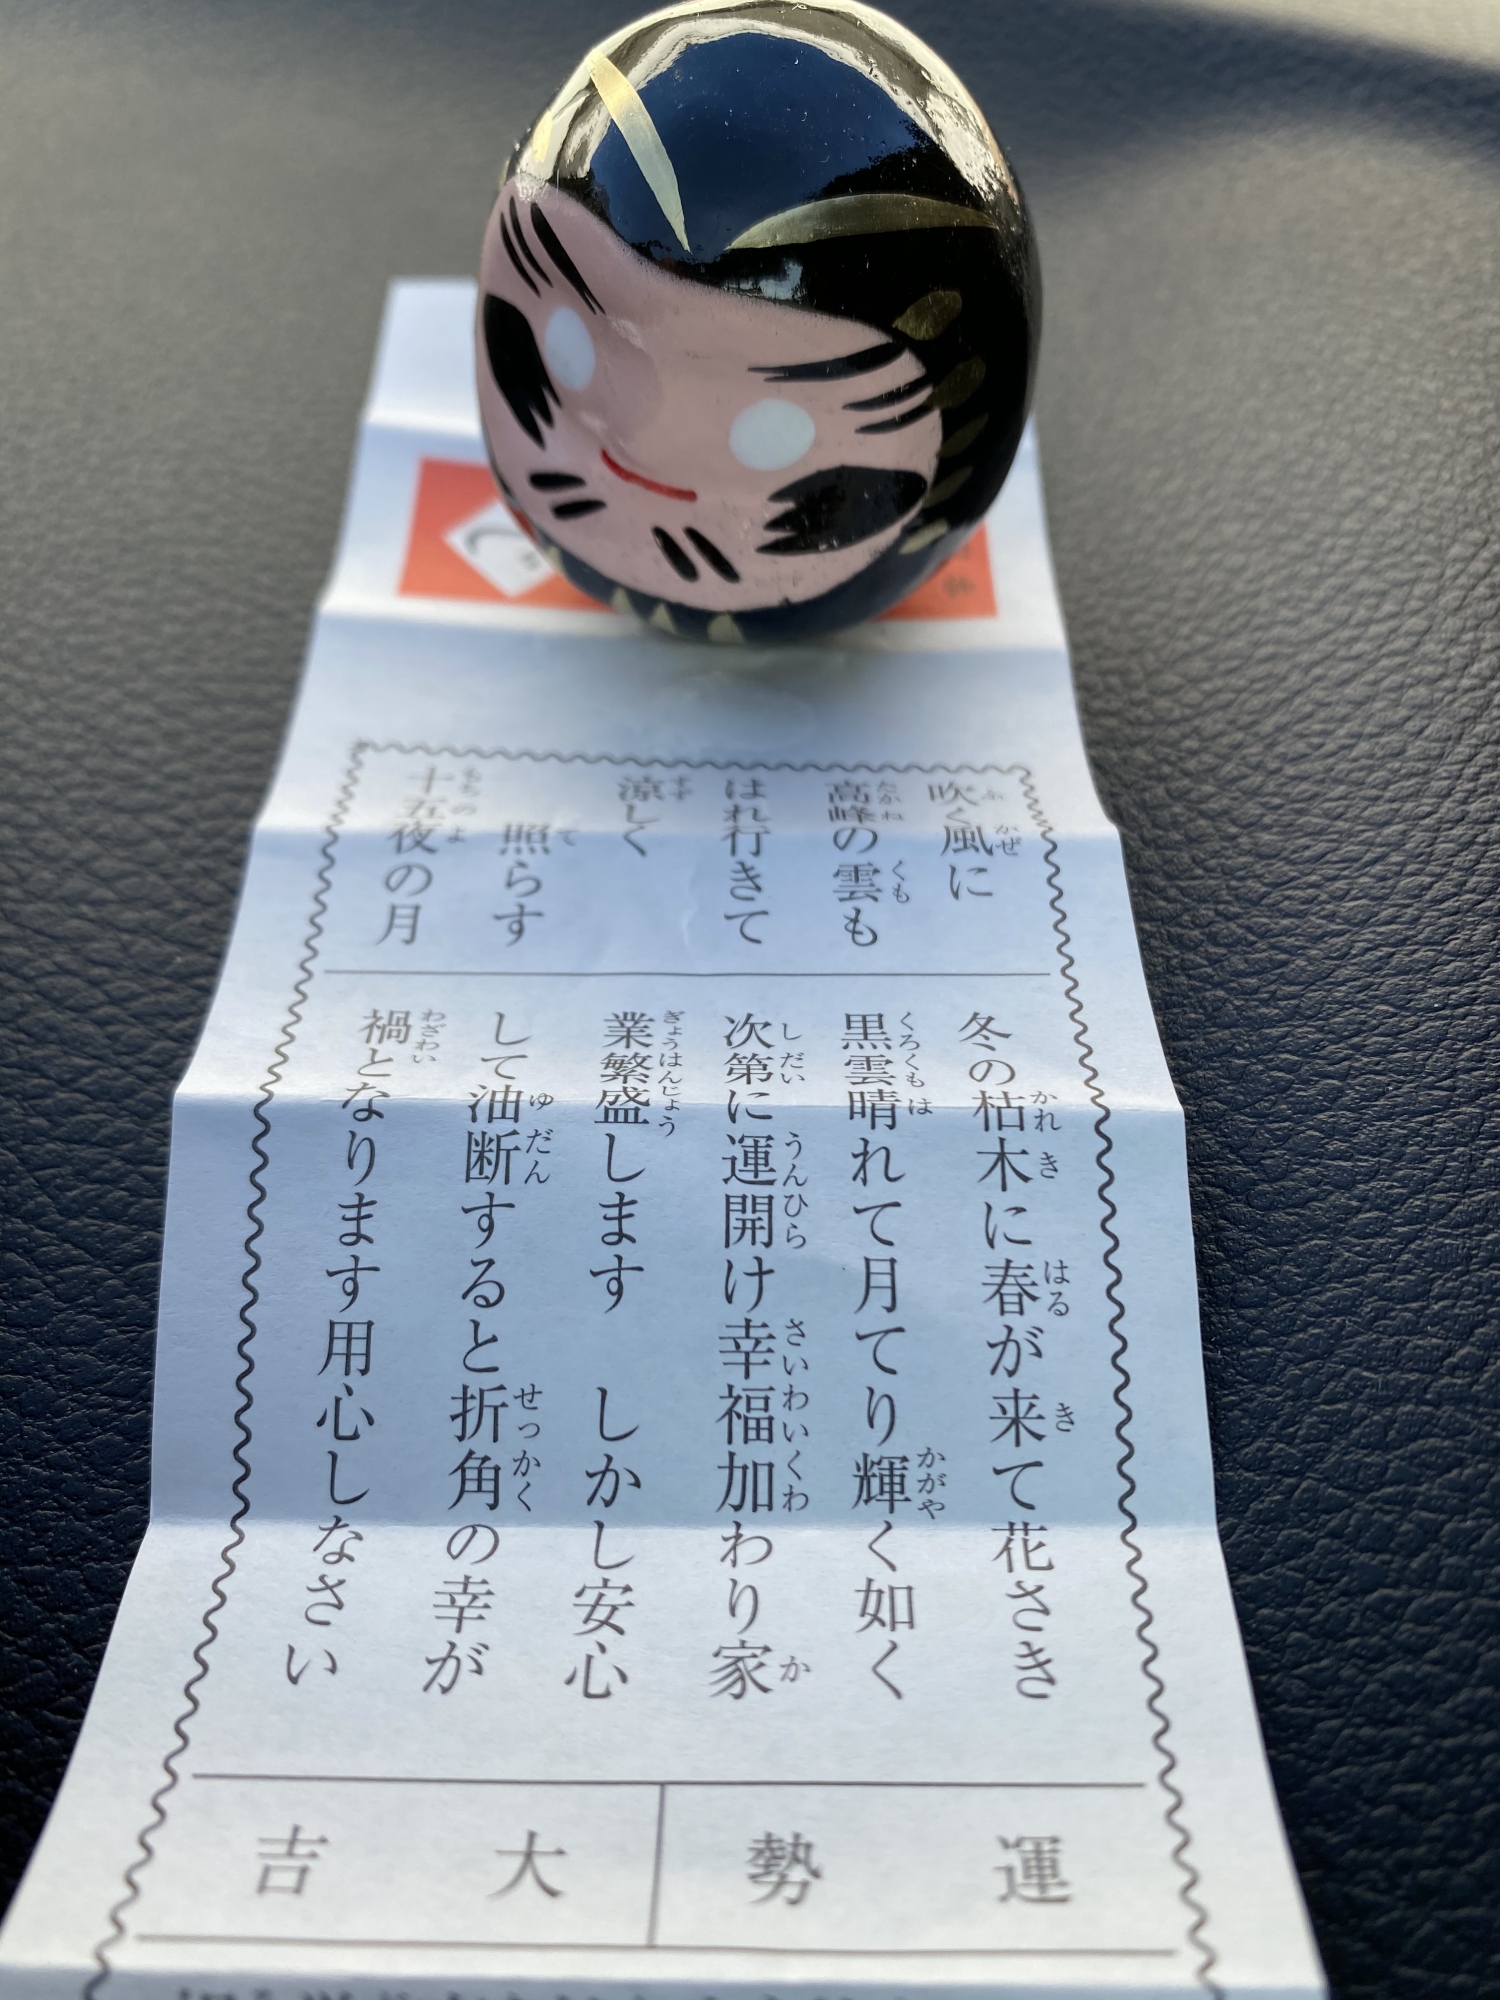 吹く風に
高峰の雲も
はれ行きて
涼しく
照らす
十五夜の月
冬の枯木に春が来て花さき
黒雲晴れて月てり輝く如く
次第に運開け幸福加わり家
業繁盛します しかし安心
して油断すると折角の幸が
禍となります用心しなさい
運勢 大吉